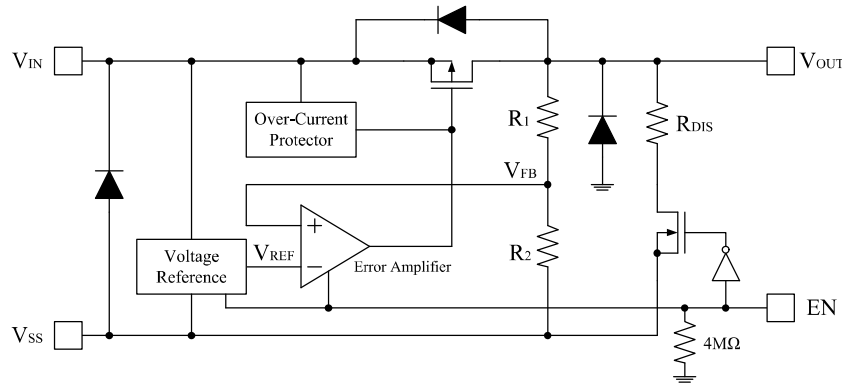 VIN
VOUT
Over-Current
Protector
R1
RDIS
VFB
+
Voltage
Reference
VREF
−
Error Amplifier
R2
EN
VSS
4MΩ